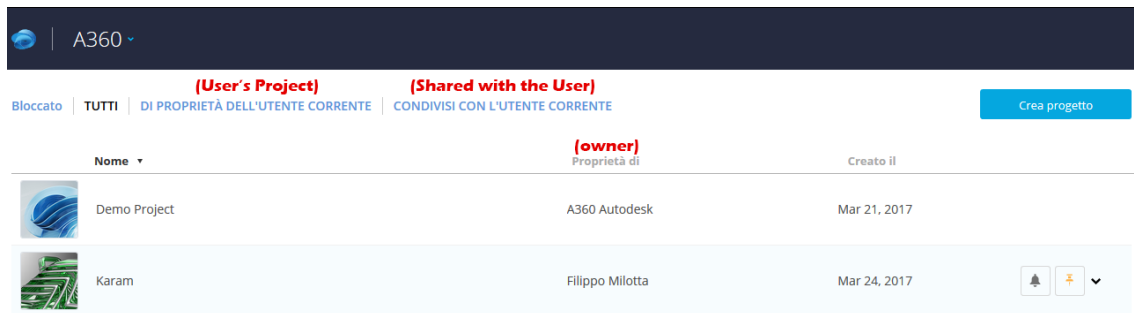 A360
(User's Project) (Shared with the User)
Bloccato TUTTI DI PROPRIETÀ DELL'UTENTE CORRENTE CONDIVISI CON L'UTENTE CORRENTE Crea progetto
(owner)
Nome Proprietà di Creato il
Demo Project A360 Autodesk Mar 21, 2017
Karam Filippo Milotta Mar 24, 2017